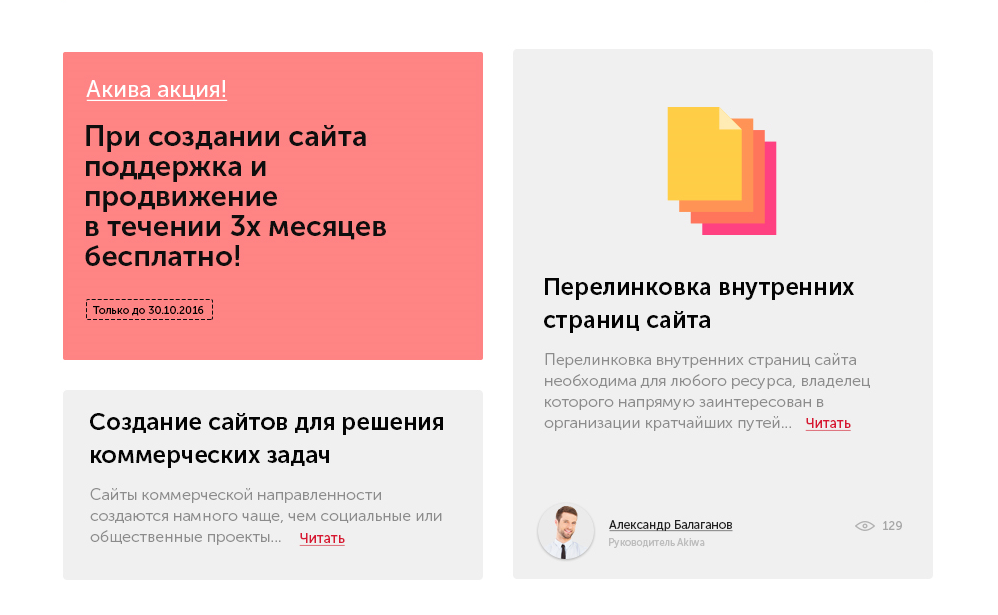 Акива акция!
При создании сайта
поддержка и
продвижение
в течении 3х месяцев
бесплатно!
Только до 30.10.2016
Создание сайтов для решения
коммерческих задач
Сайты коммерческой направленности
создаются намного чаще, чем социальные или
общественные проекты... Читать
Перелинковка внутренних
страниц сайта
Перелинковка внутренних страниц сайта
необходима для любого ресурса, владелец
которого напрямую заинтересован в
организации кратчайших путей... Читать
Александр Балаганов
Руководитель Akiwa
129